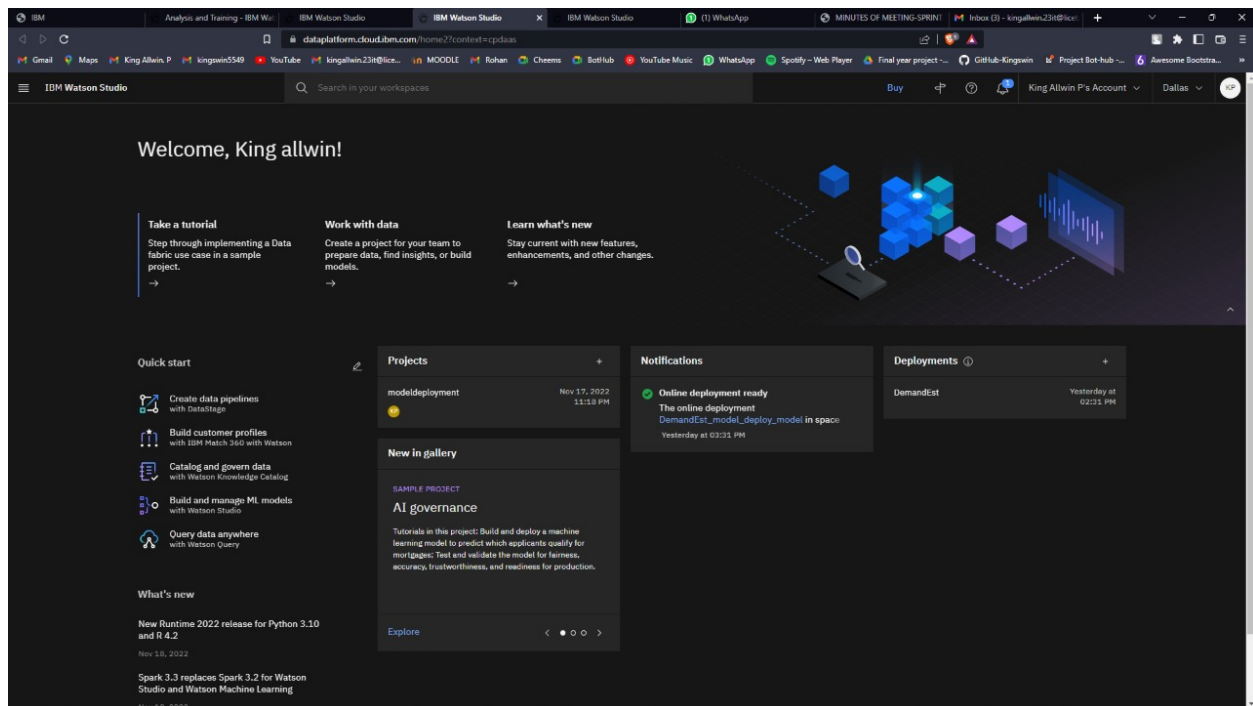 IBM
Analysis and Training - IBM Wat
IBM Watson Studio
IBM Watson Studio
IBM Watson Studio
(1) WhatsApp
MINUTES OF MEETING-SPRINT
Inbox (3) - kingallwin.23it@licet
dataplatform.cloud.ibm.com/home2?context=cpdaas
Gmail
Maps
King Allwin. P
kingswin5549
YouTube
kingallwin.23it@lice...
MOODLE
Rohan
Cheems
BotHub
YouTube Music
WhatsApp
Spotify – Web Player
Final year project -...
GitHub-Kingswin
Project Bot-hub -...
Awesome Bootstra...
IBM Watson Studio
Search in your workspaces
Buy
1
King Allwin P's Account
Dallas
KP
Welcome, King allwin!
Take a tutorial
Step through implementing a Data
fabric use case in a sample
project.
Work with data
Create a project for your team to
prepare data, find insights, or build
models.
Learn what's new
Stay current with new features,
enhancements, and other changes.
Quick start
Create data pipelines
with DataStage
Build customer profiles
with IBM Match 360 with Watson
Catalog and govern data
with Watson Knowledge Catalog
Build and manage ML models
with Watson Studio
Query data anywhere
with Watson Query
What's new
New Runtime 2022 release for Python 3.10
and R 4.2
Nov 18, 2022
Spark 3.3 replaces Spark 3.2 for Watson
Studio and Watson Machine Learning
Projects
modeldeployment
Nov 17, 2022
11:18 PM
New in gallery
SAMPLE PROJECT
AI governance
Tutorials in this project: Build and deploy a machine
learning model to predict which applicants qualify for
mortgages; Test and validate the model for fairness,
accuracy, trustworthiness, and readiness for production.
Explore
Notifications
Online deployment ready
The online deployment
DemandEst_model_deploy_model in space
Yesterday at 03:31 PM
Deployments
DemandEst
Yesterday at
02:31 PM